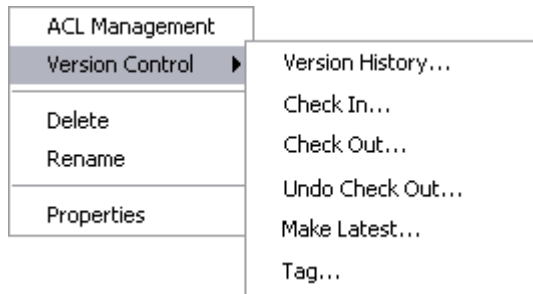 ACL Management
Version Control
Delete
Rename
Properties
Version History...
Check In...
Check Out...
Undo Check Out...
Make Latest...
Tag...